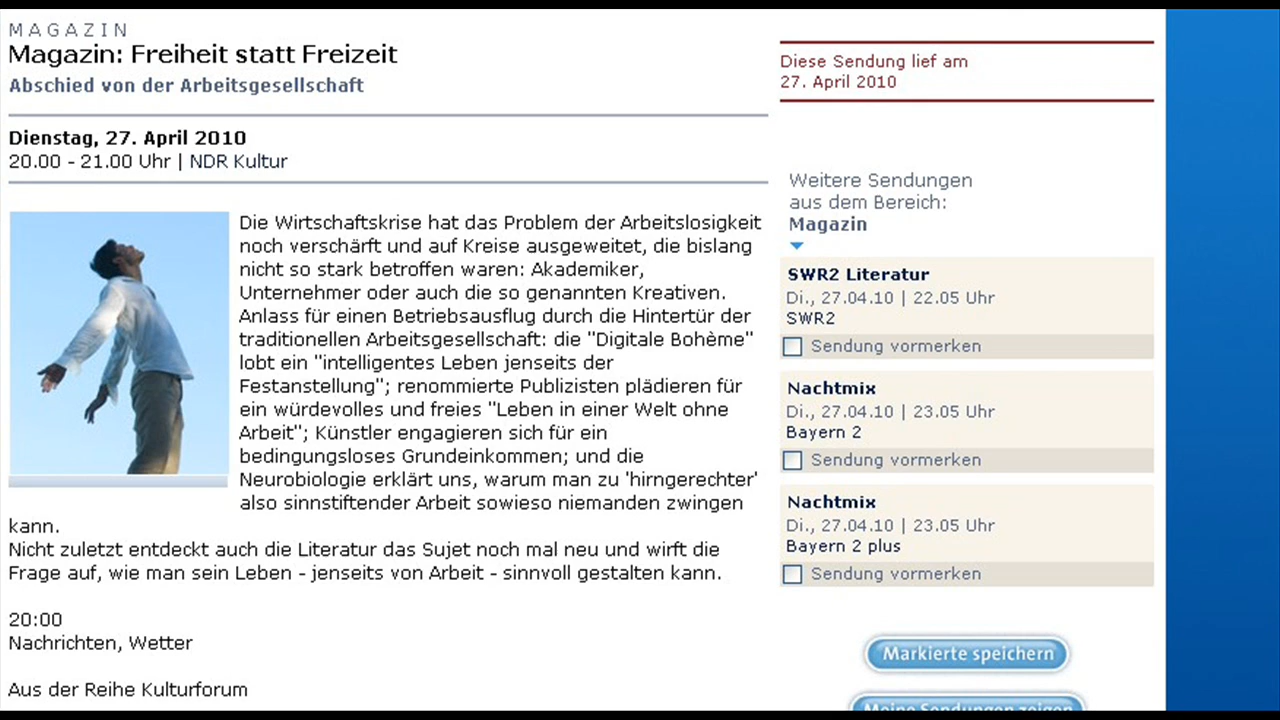 MAGAZIN
Magazin: Freiheit statt Freizeit
Abschied von der Arbeitsgesellschaft
Dienstag, 27. April 2010
20.00 - 21.00 Uhr | NDR Kultur
Die Wirtschaftskrise hat das Problem der Arbeitslosigkeit
noch verschärft und auf Kreise ausgeweitet, die bislang
nicht so stark betroffen waren: Akademiker,
Unternehmer oder auch die so genannten Kreativen.
Anlass für einen Betriebsausflug durch die Hintertür der
traditionellen Arbeitsgesellschaft: die "Digitale Bohème"
lobt ein "intelligentes Leben jenseits der
Festanstellung"; renommierte Publizisten plädieren für
ein würdevolles und freies "Leben in einer Welt ohne
Arbeit"; Künstler engagieren sich für ein
bedingungsloses Grundeinkommen; und die
Neurobiologie erklärt uns, warum man zu 'hirngerechter'
also sinnstiftender Arbeit sowieso niemanden zwingen
kann.
Nicht zuletzt entdeckt auch die Literatur das Sujet noch mal neu und wirft die
Frage auf, wie man sein Leben - jenseits von Arbeit - sinnvoll gestalten kann.
20:00
Nachrichten, Wetter
Aus der Reihe Kulturforum
Diese Sendung lief am
27. April 2010
Weitere Sendungen
aus dem Bereich:
Magazin
SWR2 Literatur
Di., 27.04.10 | 22.05 Uhr
SWR2
Sendung vormerken
Nachtmix
Di., 27.04.10 | 23.05 Uhr
Bayern 2
Sendung vormerken
Nachtmix
Di., 27.04.10 | 23.05 Uhr
Bayern 2 plus
Sendung vormerken
Markierte speichern
Meine Sendungen zeigen